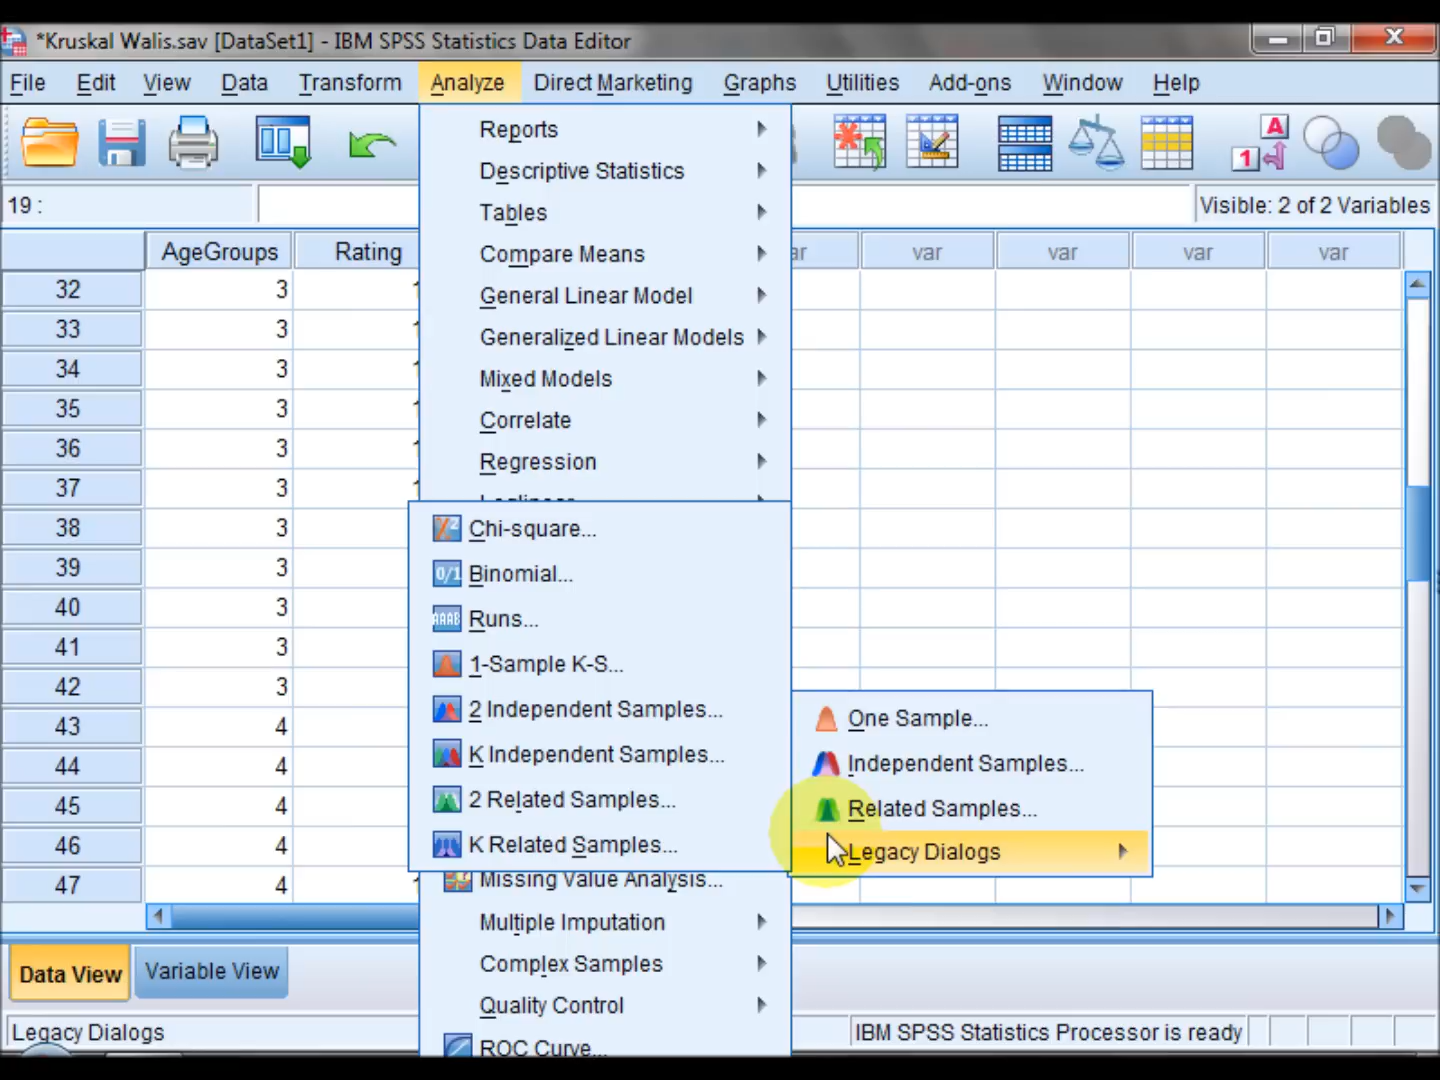 *Kruskal Walis.sav [DataSet1] - IBM SPSS Statistics Data Editor
File Edit View Data Transform Analyze Direct Marketing Graphs Utilities Add-ons Window Help
19 :
Visible: 2 of 2 Variables
AgeGroups Rating var var var var
32 3
33 3
34 3
35 3
36 3
37 3
38 3
39 3
40 3
41 3
42 3
43 4
44 4
45 4
46 4
47 4
Reports
Descriptive Statistics
Tables
Compare Means
General Linear Model
Generalized Linear Models
Mixed Models
Correlate
Regression
Chi-square...
Binomial...
Runs...
1-Sample K-S...
2 Independent Samples...
K Independent Samples...
2 Related Samples...
K Related Samples...
One Sample...
Independent Samples...
Related Samples...
Legacy Dialogs
Missing Value Analysis...
Multiple Imputation
Complex Samples
Quality Control
ROC Curve...
Data View Variable View
Legacy Dialogs
IBM SPSS Statistics Processor is ready